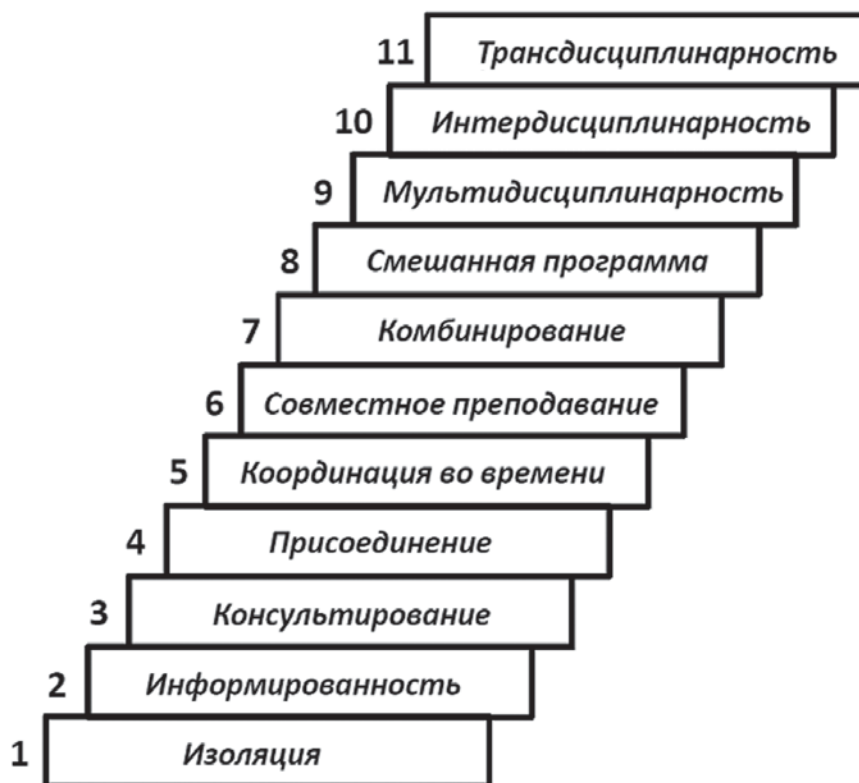 11 Трансдисциплинарность
10 Интердисциплинарность
9 Мультидисциплинарность
8 Смешанная программа
7 Комбинирование
6 Совместное преподавание
5 Координация во времени
4 Присоединение
3 Консультирование
2 Информированность
1 Изоляция